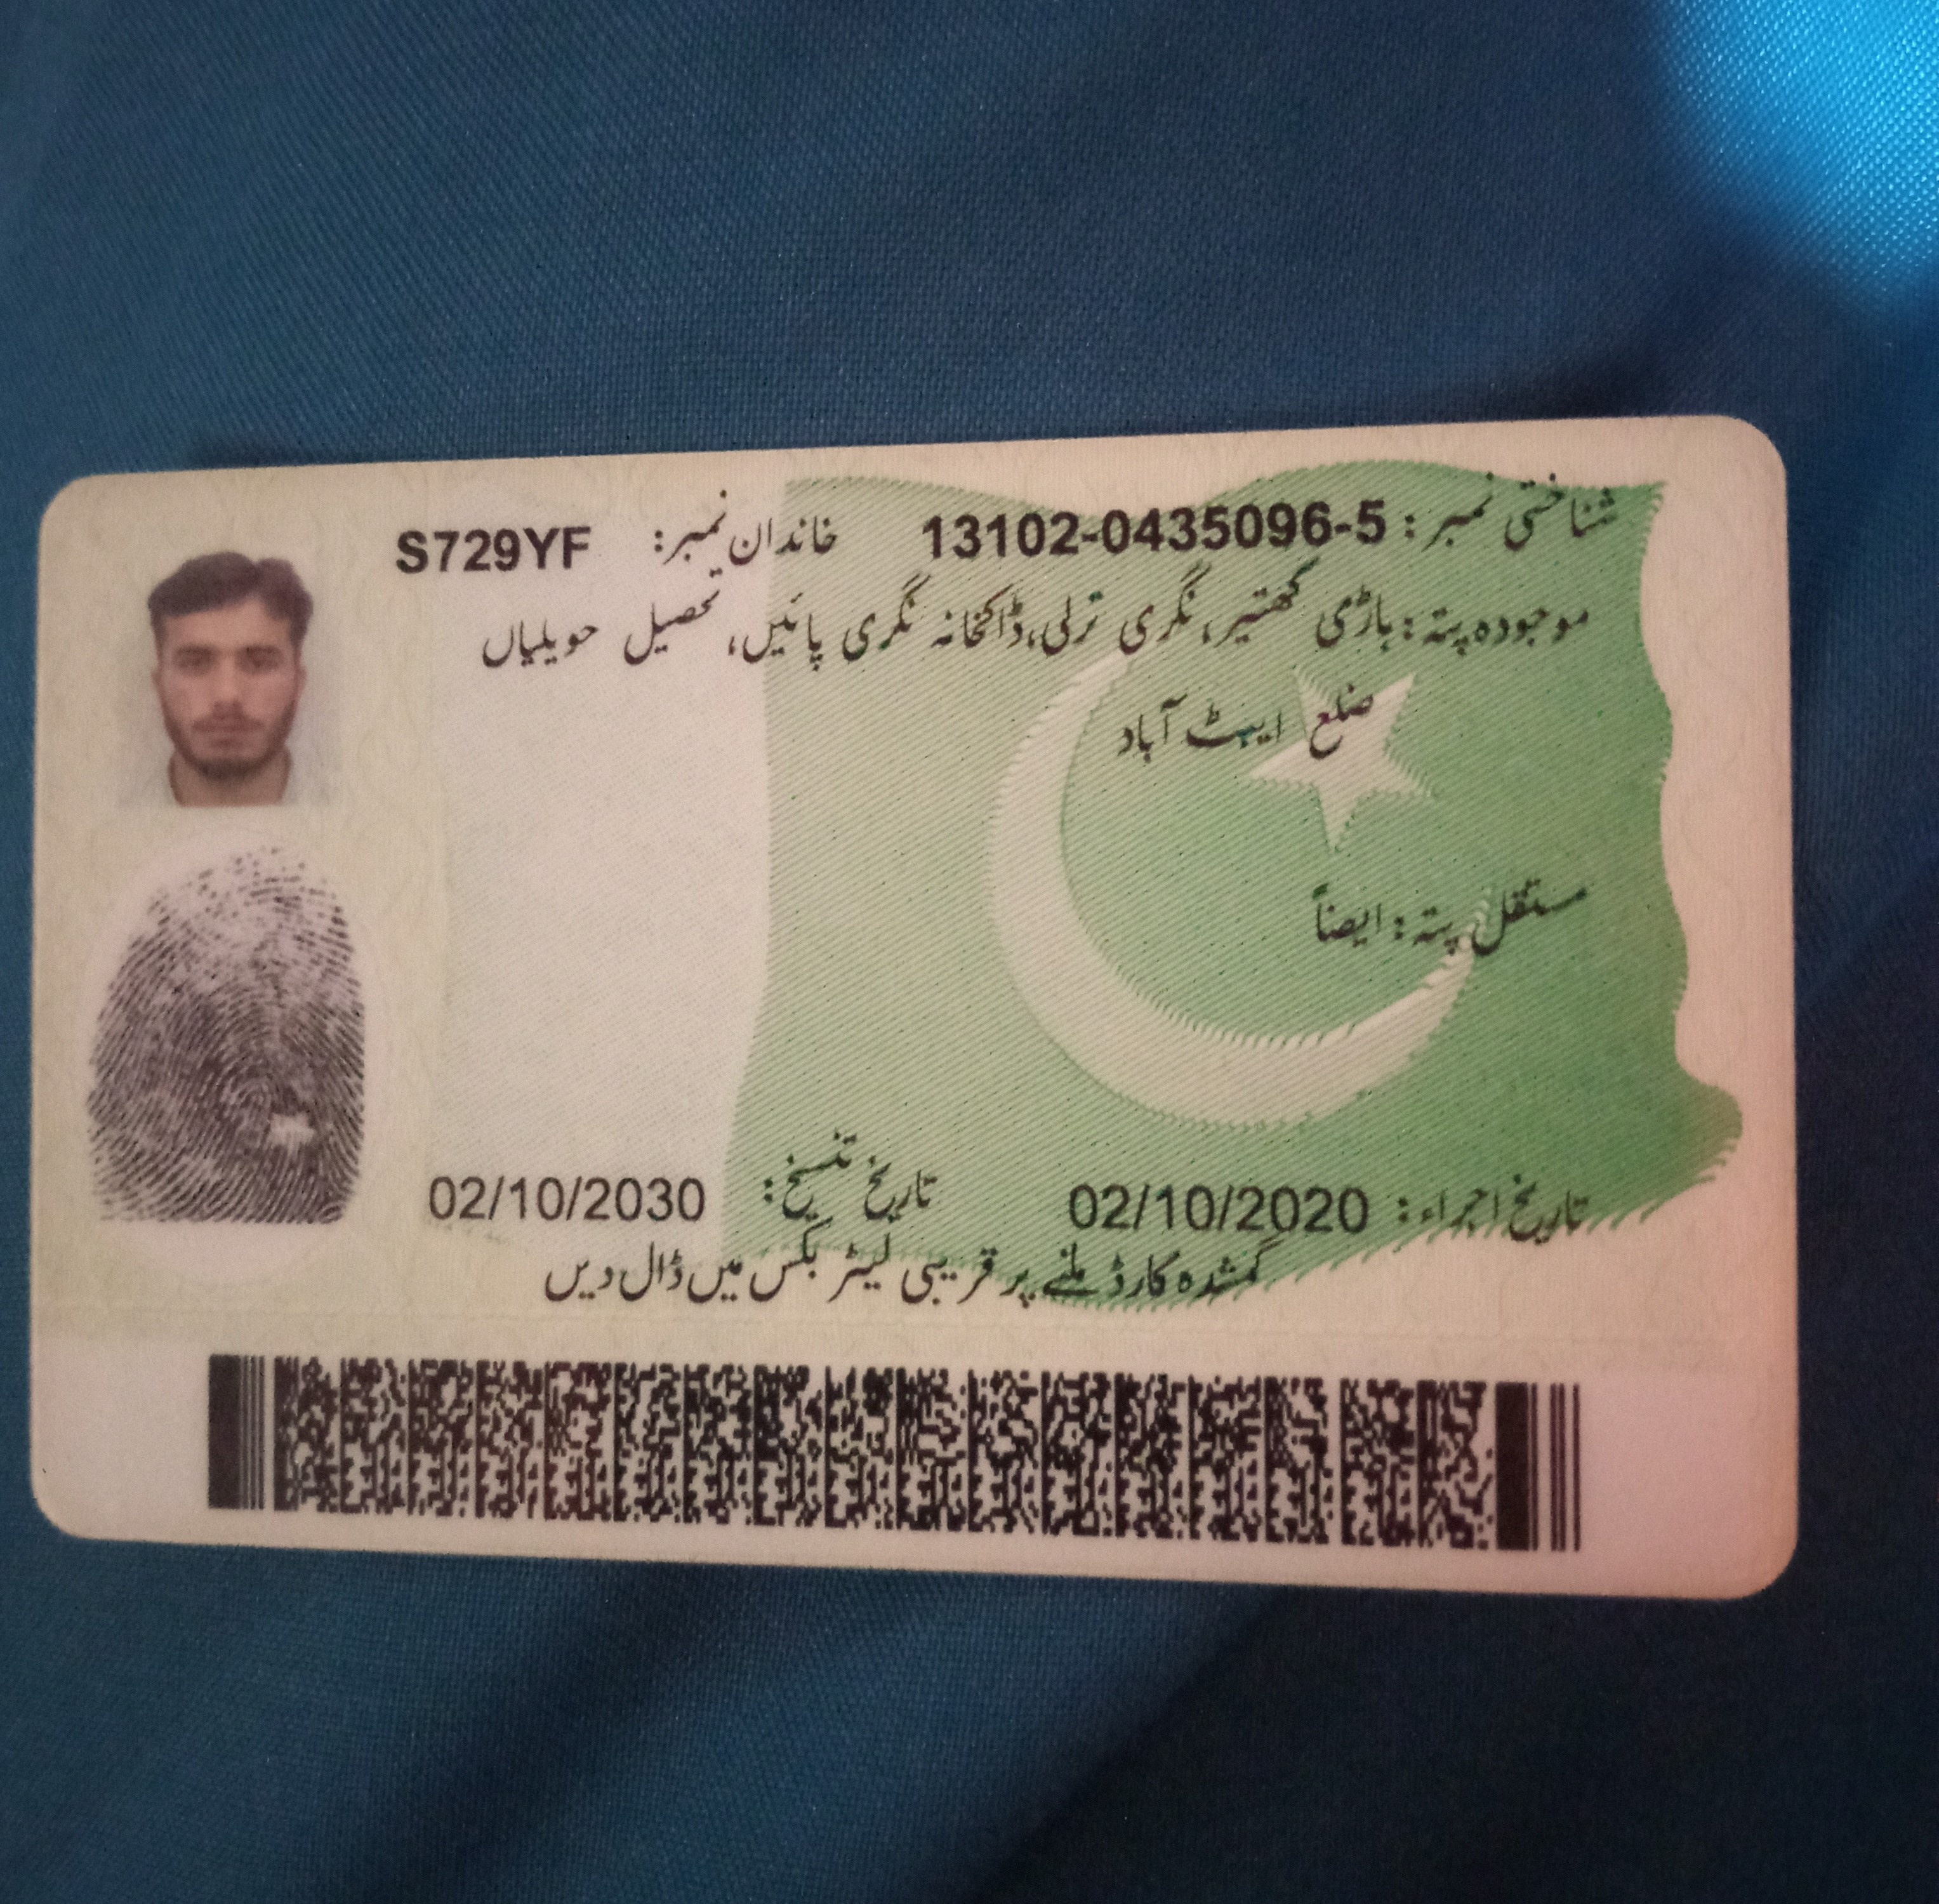 شناختی نمبر: 13102-0435096-5 خاندان نمبر: S729YF
موجودہ پتہ: باڑی کھتیر، نگری ترلی، ڈاکخانہ نگری پائیں، تحصیل حویلیاں
ضلع ایبٹ آباد
مستقل پتہ: ایضاً
تاریخ اجراء: 02/10/2020 تاریخ تنسیخ: 02/10/2030
گمشدہ کارڈ ملنے پر قریبی لیٹر بکس میں ڈال دیں